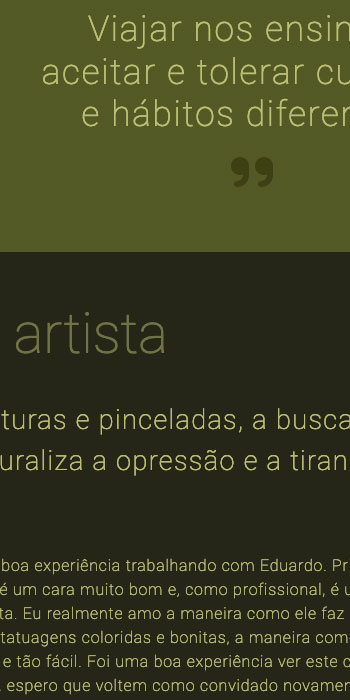 Viajar nos ensin
aceitar e tolerar cu
e hábitos diferen
”
artista
turas e pinceladas, a busca
uraliza a opressão e a tiran
boa experiência trabalhando com Eduardo. Pr
é um cara muito bom e, como profissional, é u
ta. Eu realmente amo a maneira como ele faz
tatuagens coloridas e bonitas, a maneira com
e tão fácil. Foi uma boa experiência ver este c
, espero que voltem como convidado novamen